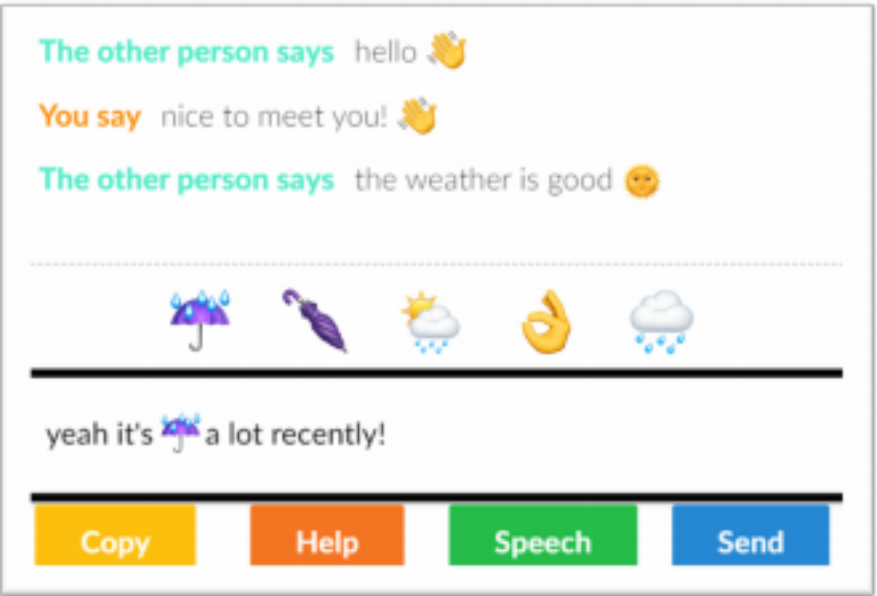 The other person says hello 👋
You say nice to meet you! 👋
The other person says the weather is good 🌞
yeah it's ☔ a lot recently!
Copy Help Speech Send